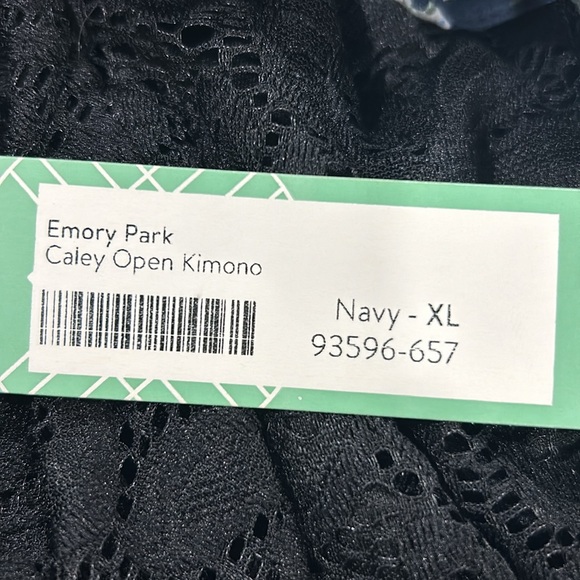 Emory Park
Caley Open Kimono
Navy - XL
93596-657